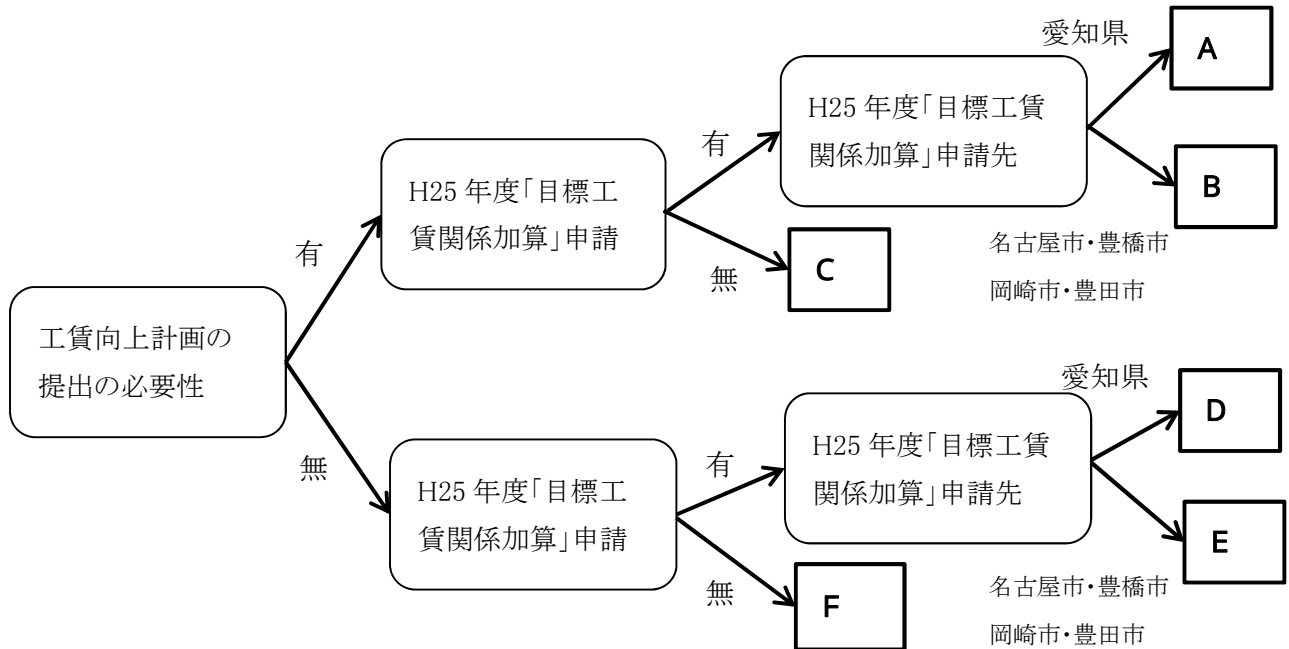 愛知県
A
H25 年度「目標工賃
関係加算」申請先
有
H25 年度「目標工
賃関係加算」申請
B
名古屋市・豊橋市
岡崎市・豊田市
有
無
C
工賃向上計画の
提出の必要性
愛知県
D
H25 年度「目標工賃
関係加算」申請先
有
無
H25 年度「目標工
賃関係加算」申請
E
無
F
名古屋市・豊橋市
岡崎市・豊田市